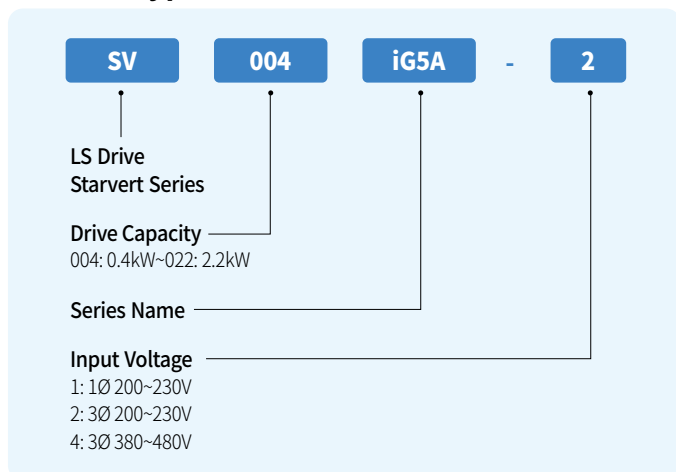 SV 004 iG5A - 2
LS Drive
Starvert Series
Drive Capacity
004: 0.4kW~022: 2.2kW
Series Name
Input Voltage
1: 1Ø 200~230V
2: 3Ø 200~230V
4: 3Ø 380~480V